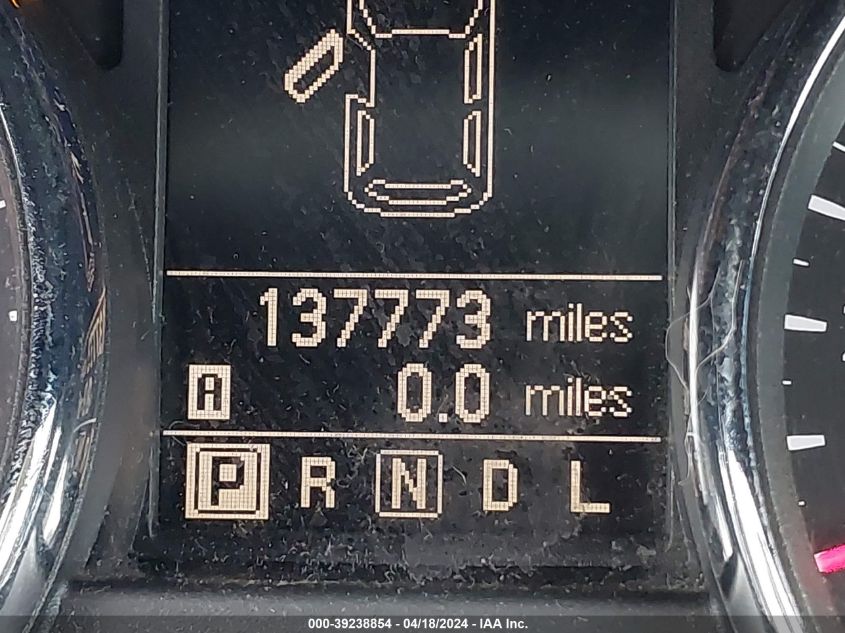 137773 miles
A 0.0 miles
P R N D L
000-39238854 - 04/18/2024 - IAA Inc.